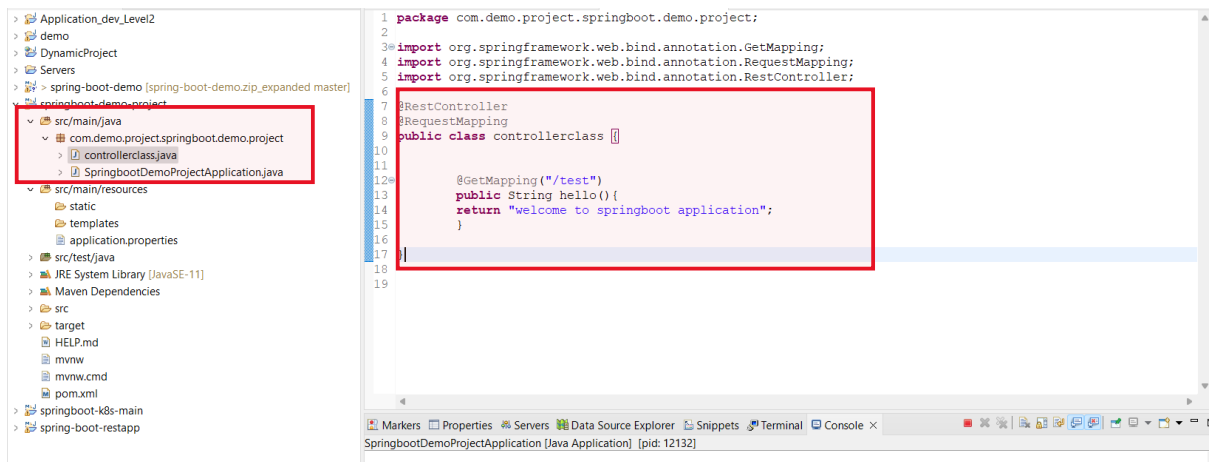 Application_dev_Level2
demo
DynamicProject
Servers
> spring-boot-demo [spring-boot-demo.zip_expanded master]
springboot-demo-project
src/main/java
com.demo.project.springboot.demo.project
controllerclass.java
SpringbootDemoProjectApplication.java
src/main/resources
static
templates
application.properties
src/test/java
JRE System Library [JavaSE-11]
Maven Dependencies
src
target
HELP.md
mvnw
mvnw.cmd
pom.xml
springboot-k8s-main
spring-boot-restapp
1 package com.demo.project.springboot.demo.project;
2
3 import org.springframework.web.bind.annotation.GetMapping;
4 import org.springframework.web.bind.annotation.RequestMapping;
5 import org.springframework.web.bind.annotation.RestController;
6
7 @RestController
8 @RequestMapping
9 public class controllerclass {
10
11
12 @GetMapping("/test")
13 public String hello(){
14 return "welcome to springboot application";
15 }
16
17 }
18
19
Markers Properties Servers Data Source Explorer Snippets Terminal Console
SpringbootDemoProjectApplication [Java Application] [pid: 12132]